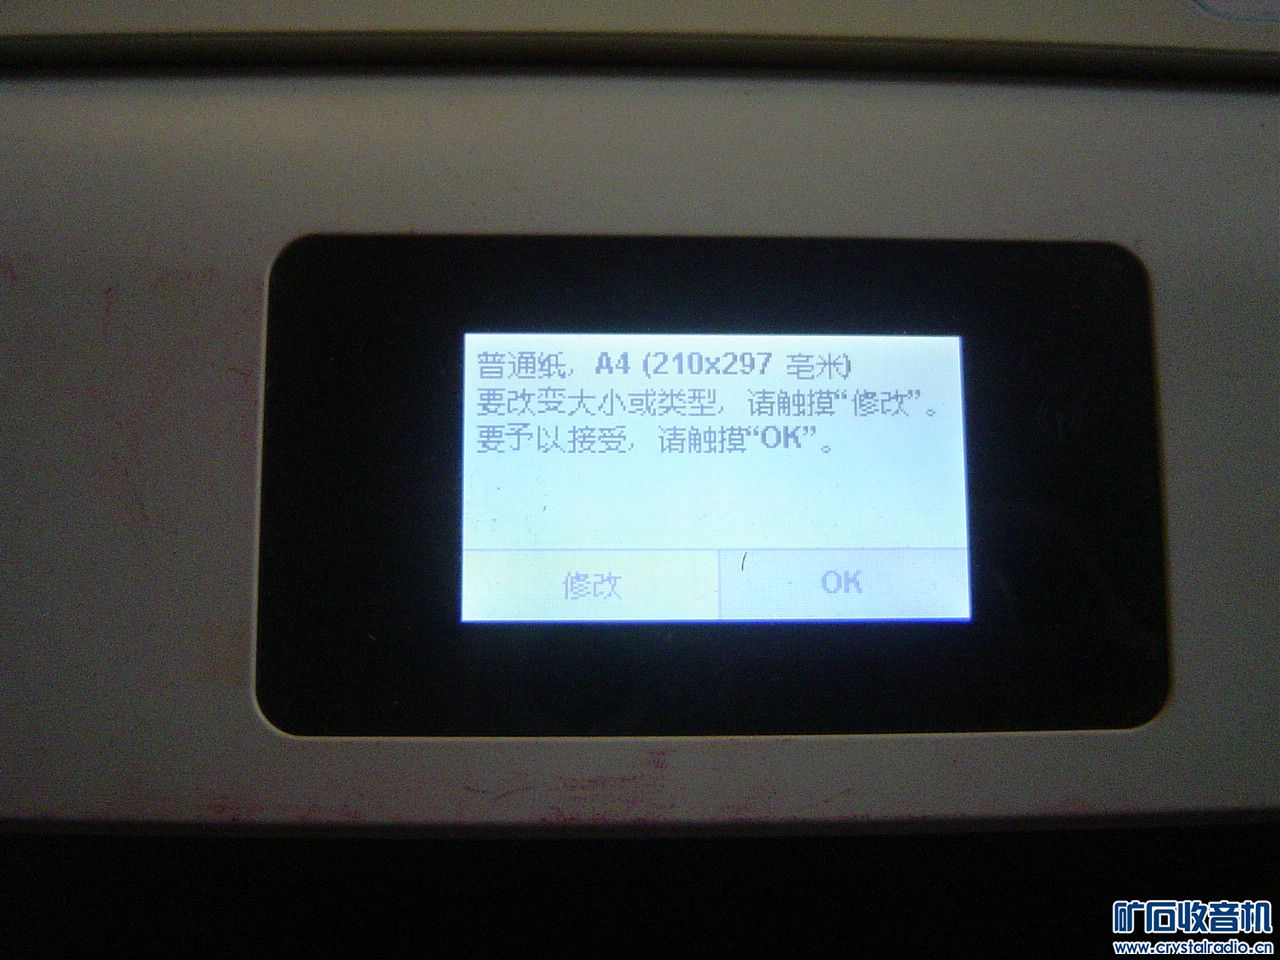 普通纸，A4 (210x297 毫米)
要改变大小或类型，请触摸“修改”。
要予以接受，请触摸“OK”。
修改
OK
矿石收音机
www.crystalradio.cn